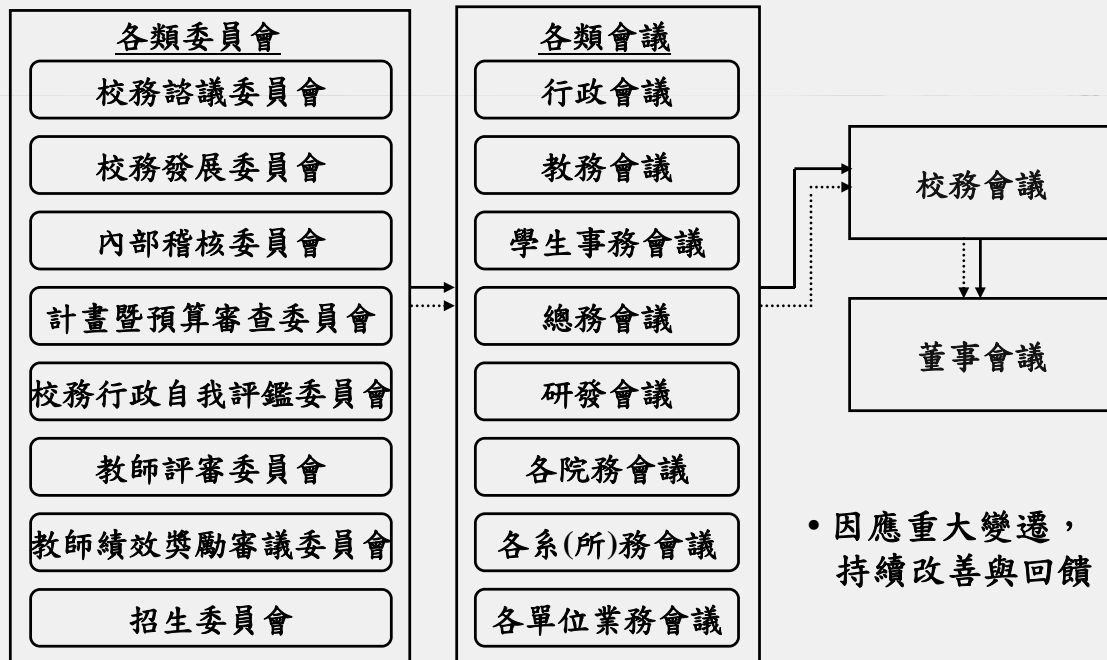 各類委員會
校務諮議委員會
校務發展委員會
內部稽核委員會
計畫暨預算審查委員會
校務行政自我評鑑委員會
教師評審委員會
教師績效獎勵審議委員會
招生委員會
各類會議
行政會議
教務會議
學生事務會議
總務會議
研發會議
各院務會議
各系(所)務會議
各單位業務會議
校務會議
董事會議
•因應重大變遷，
持續改善與回饋